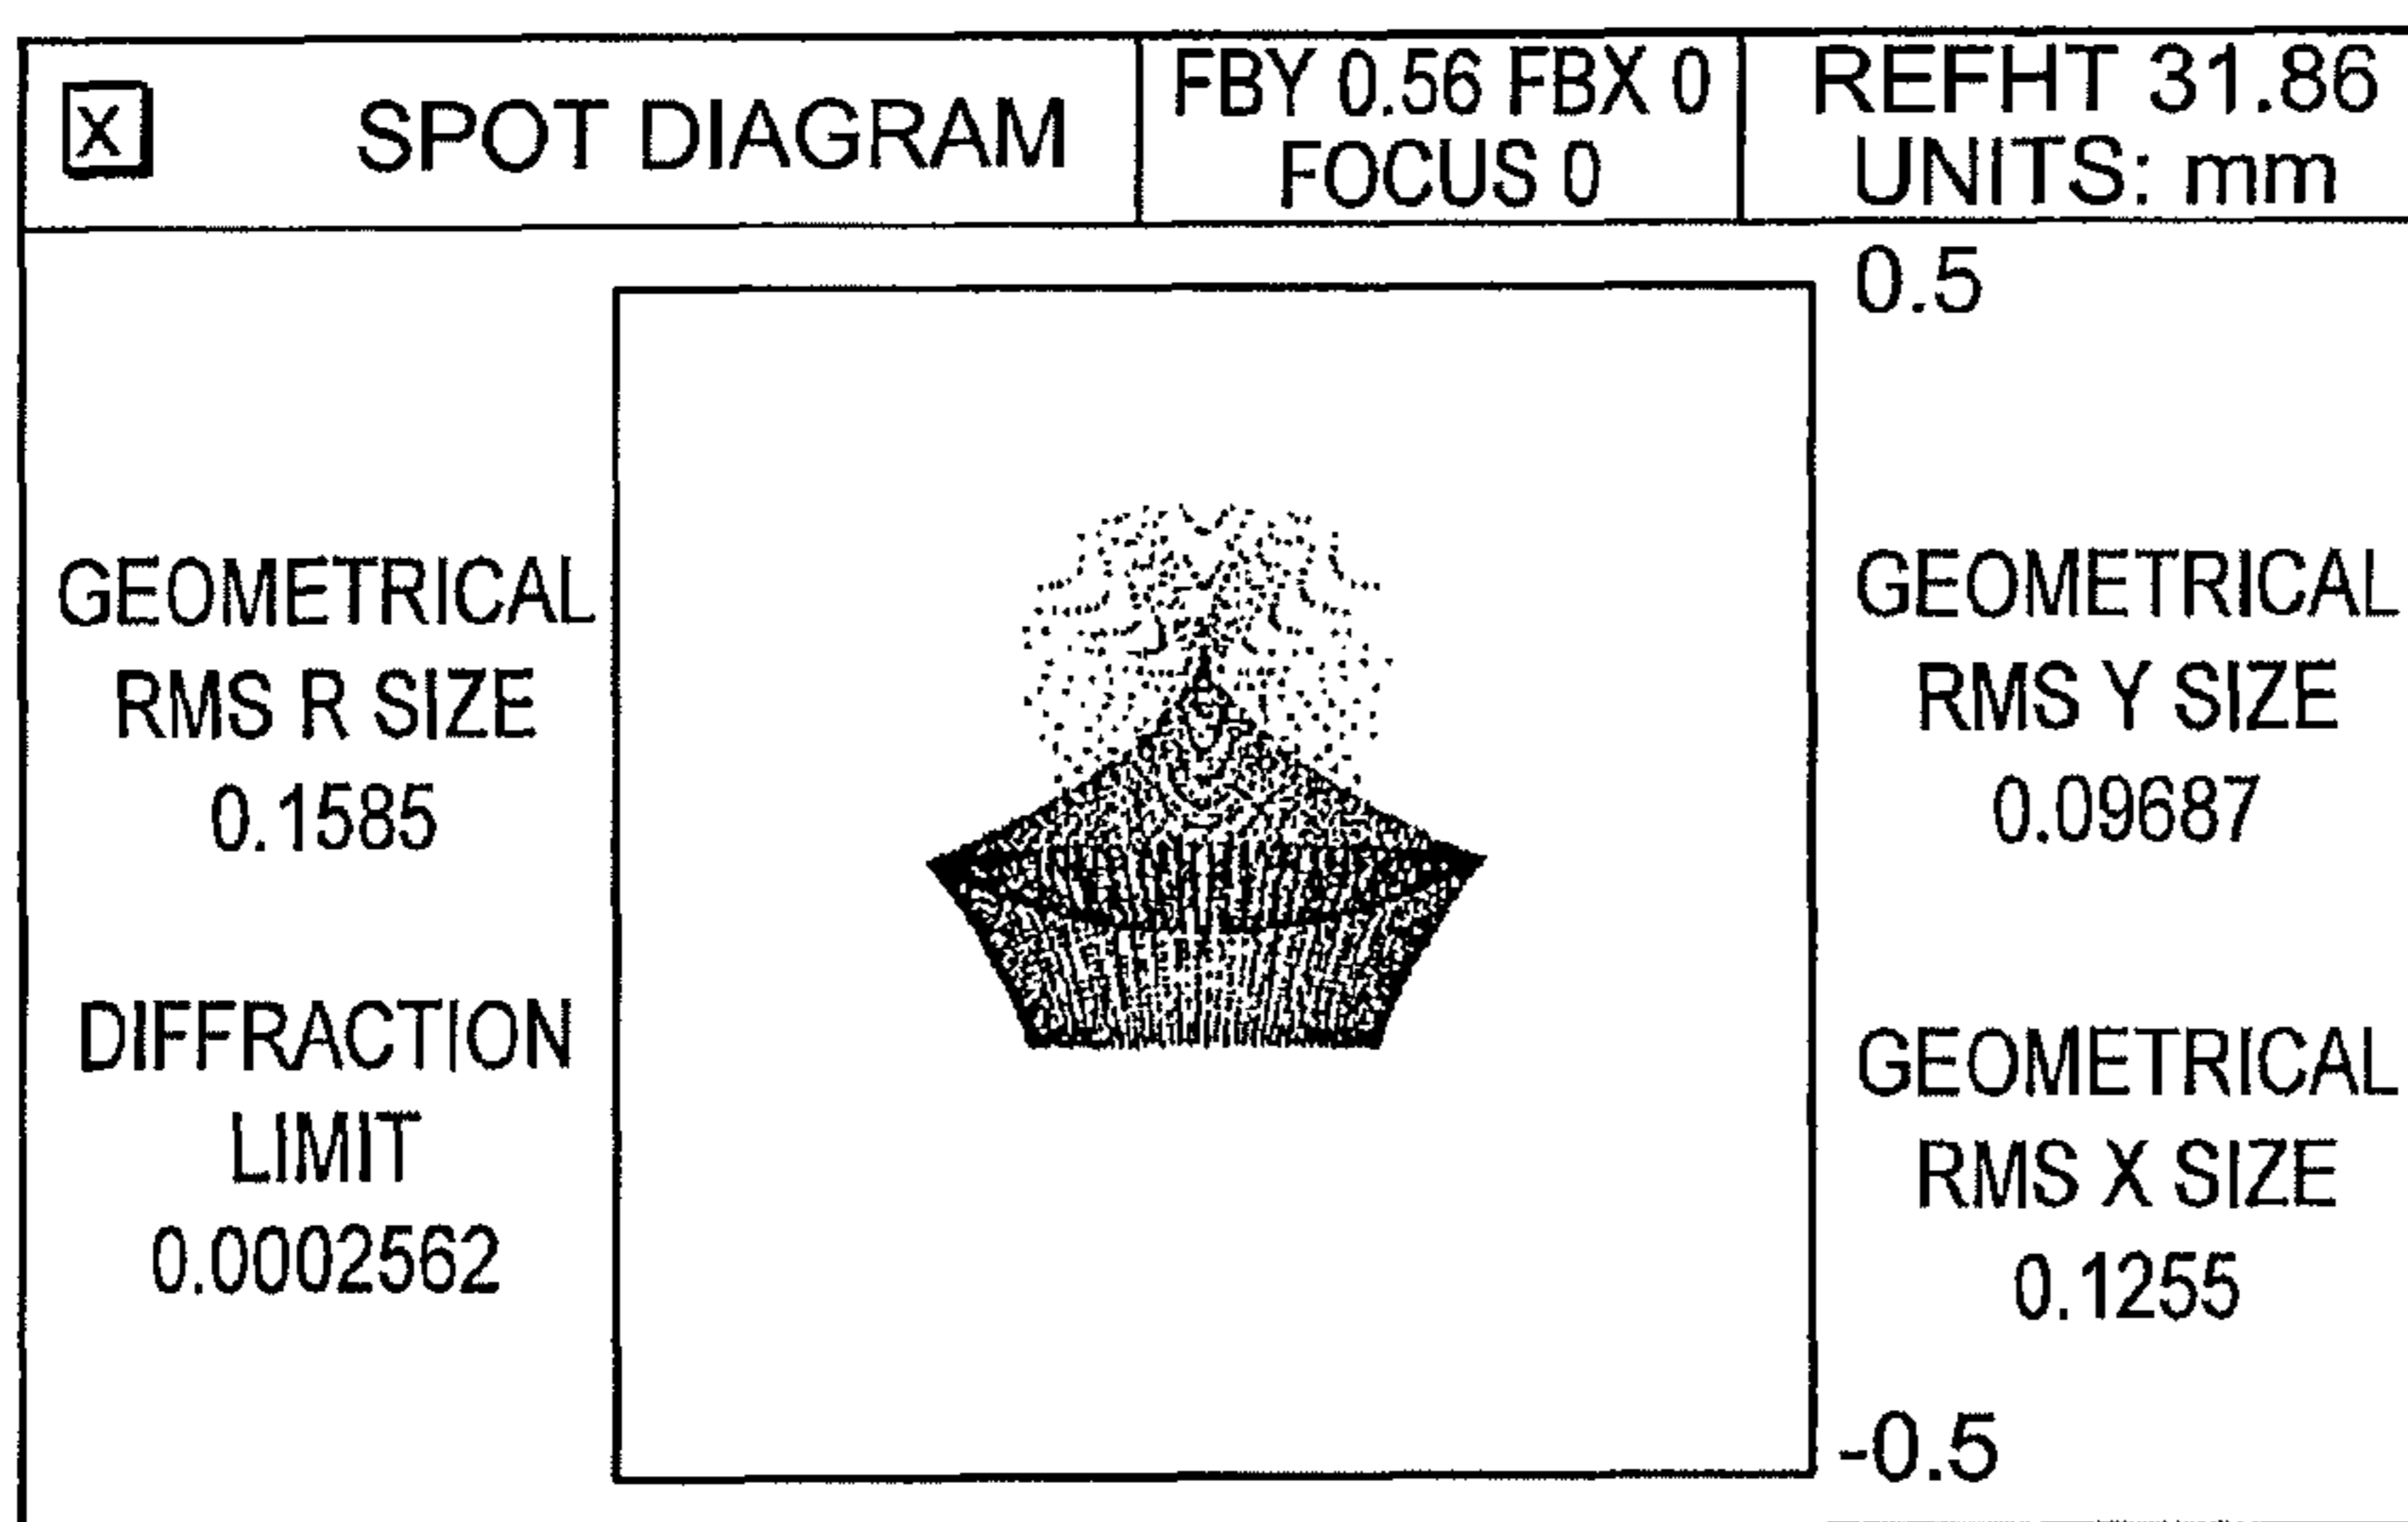 X SPOT DIAGRAM
FBY 0.56 FBX 0
FOCUS 0
REFHT 31.86
UNITS: mm
0.5
GEOMETRICAL
RMS R SIZE
0.1585
DIFFRACTION
LIMIT
0.0002562
GEOMETRICAL
RMS Y SIZE
0.09687
GEOMETRICAL
RMS X SIZE
0.1255
-0.5